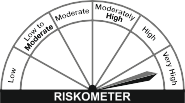 Low
Low to
Moderate
Moderate
Moderately
High
High
Very High
RISKOMETER